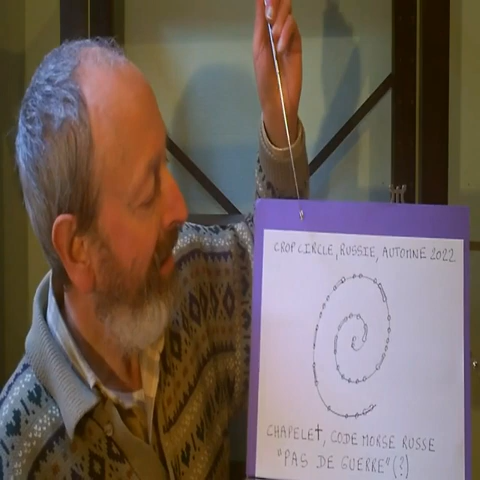 CROP CIRCLE, RUSSIE, AUTOMNE 2022
CHAPELET, CODE MORSE RUSSE
"PAS DE GUERRE" (?)